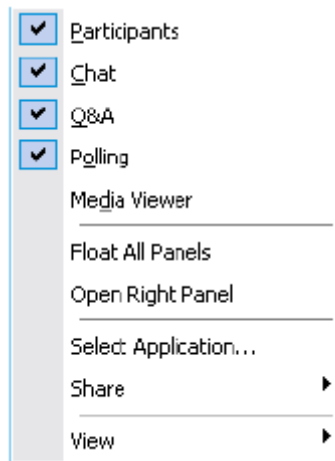 Participants
Chat
Q&A
Polling
Media Viewer
Float All Panels
Open Right Panel
Select Application...
Share
View